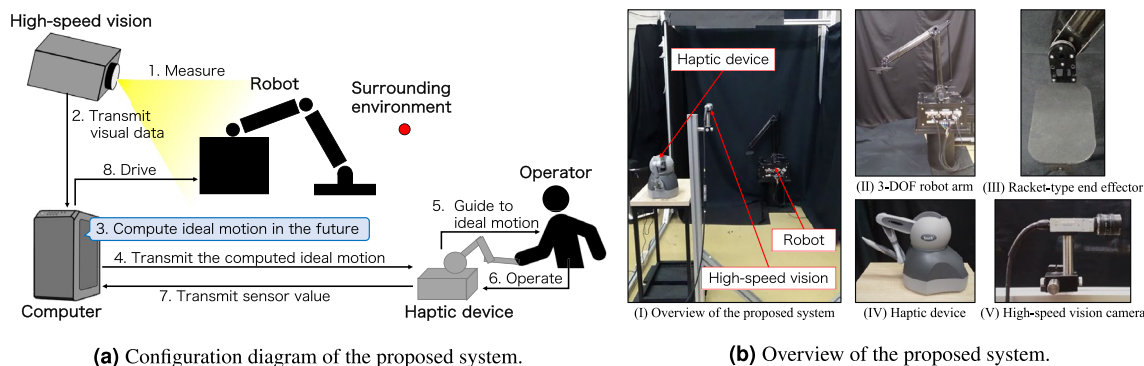 High-speed vision
1. Measure
Robot
Surrounding
environment
2. Transmit
visual data
8. Drive
Operator
5. Guide to
ideal motion
3. Compute ideal motion in the future
4. Transmit the computed ideal motion
6. Operate
7. Transmit sensor value
Computer
Haptic device
(a) Configuration diagram of the proposed system.
Haptic device
Robot
High-speed vision
(I) Overview of the proposed system
(II) 3-DOF robot arm
(III) Racket-type end effector
(IV) Haptic device
(V) High-speed vision camera
(b) Overview of the proposed system.